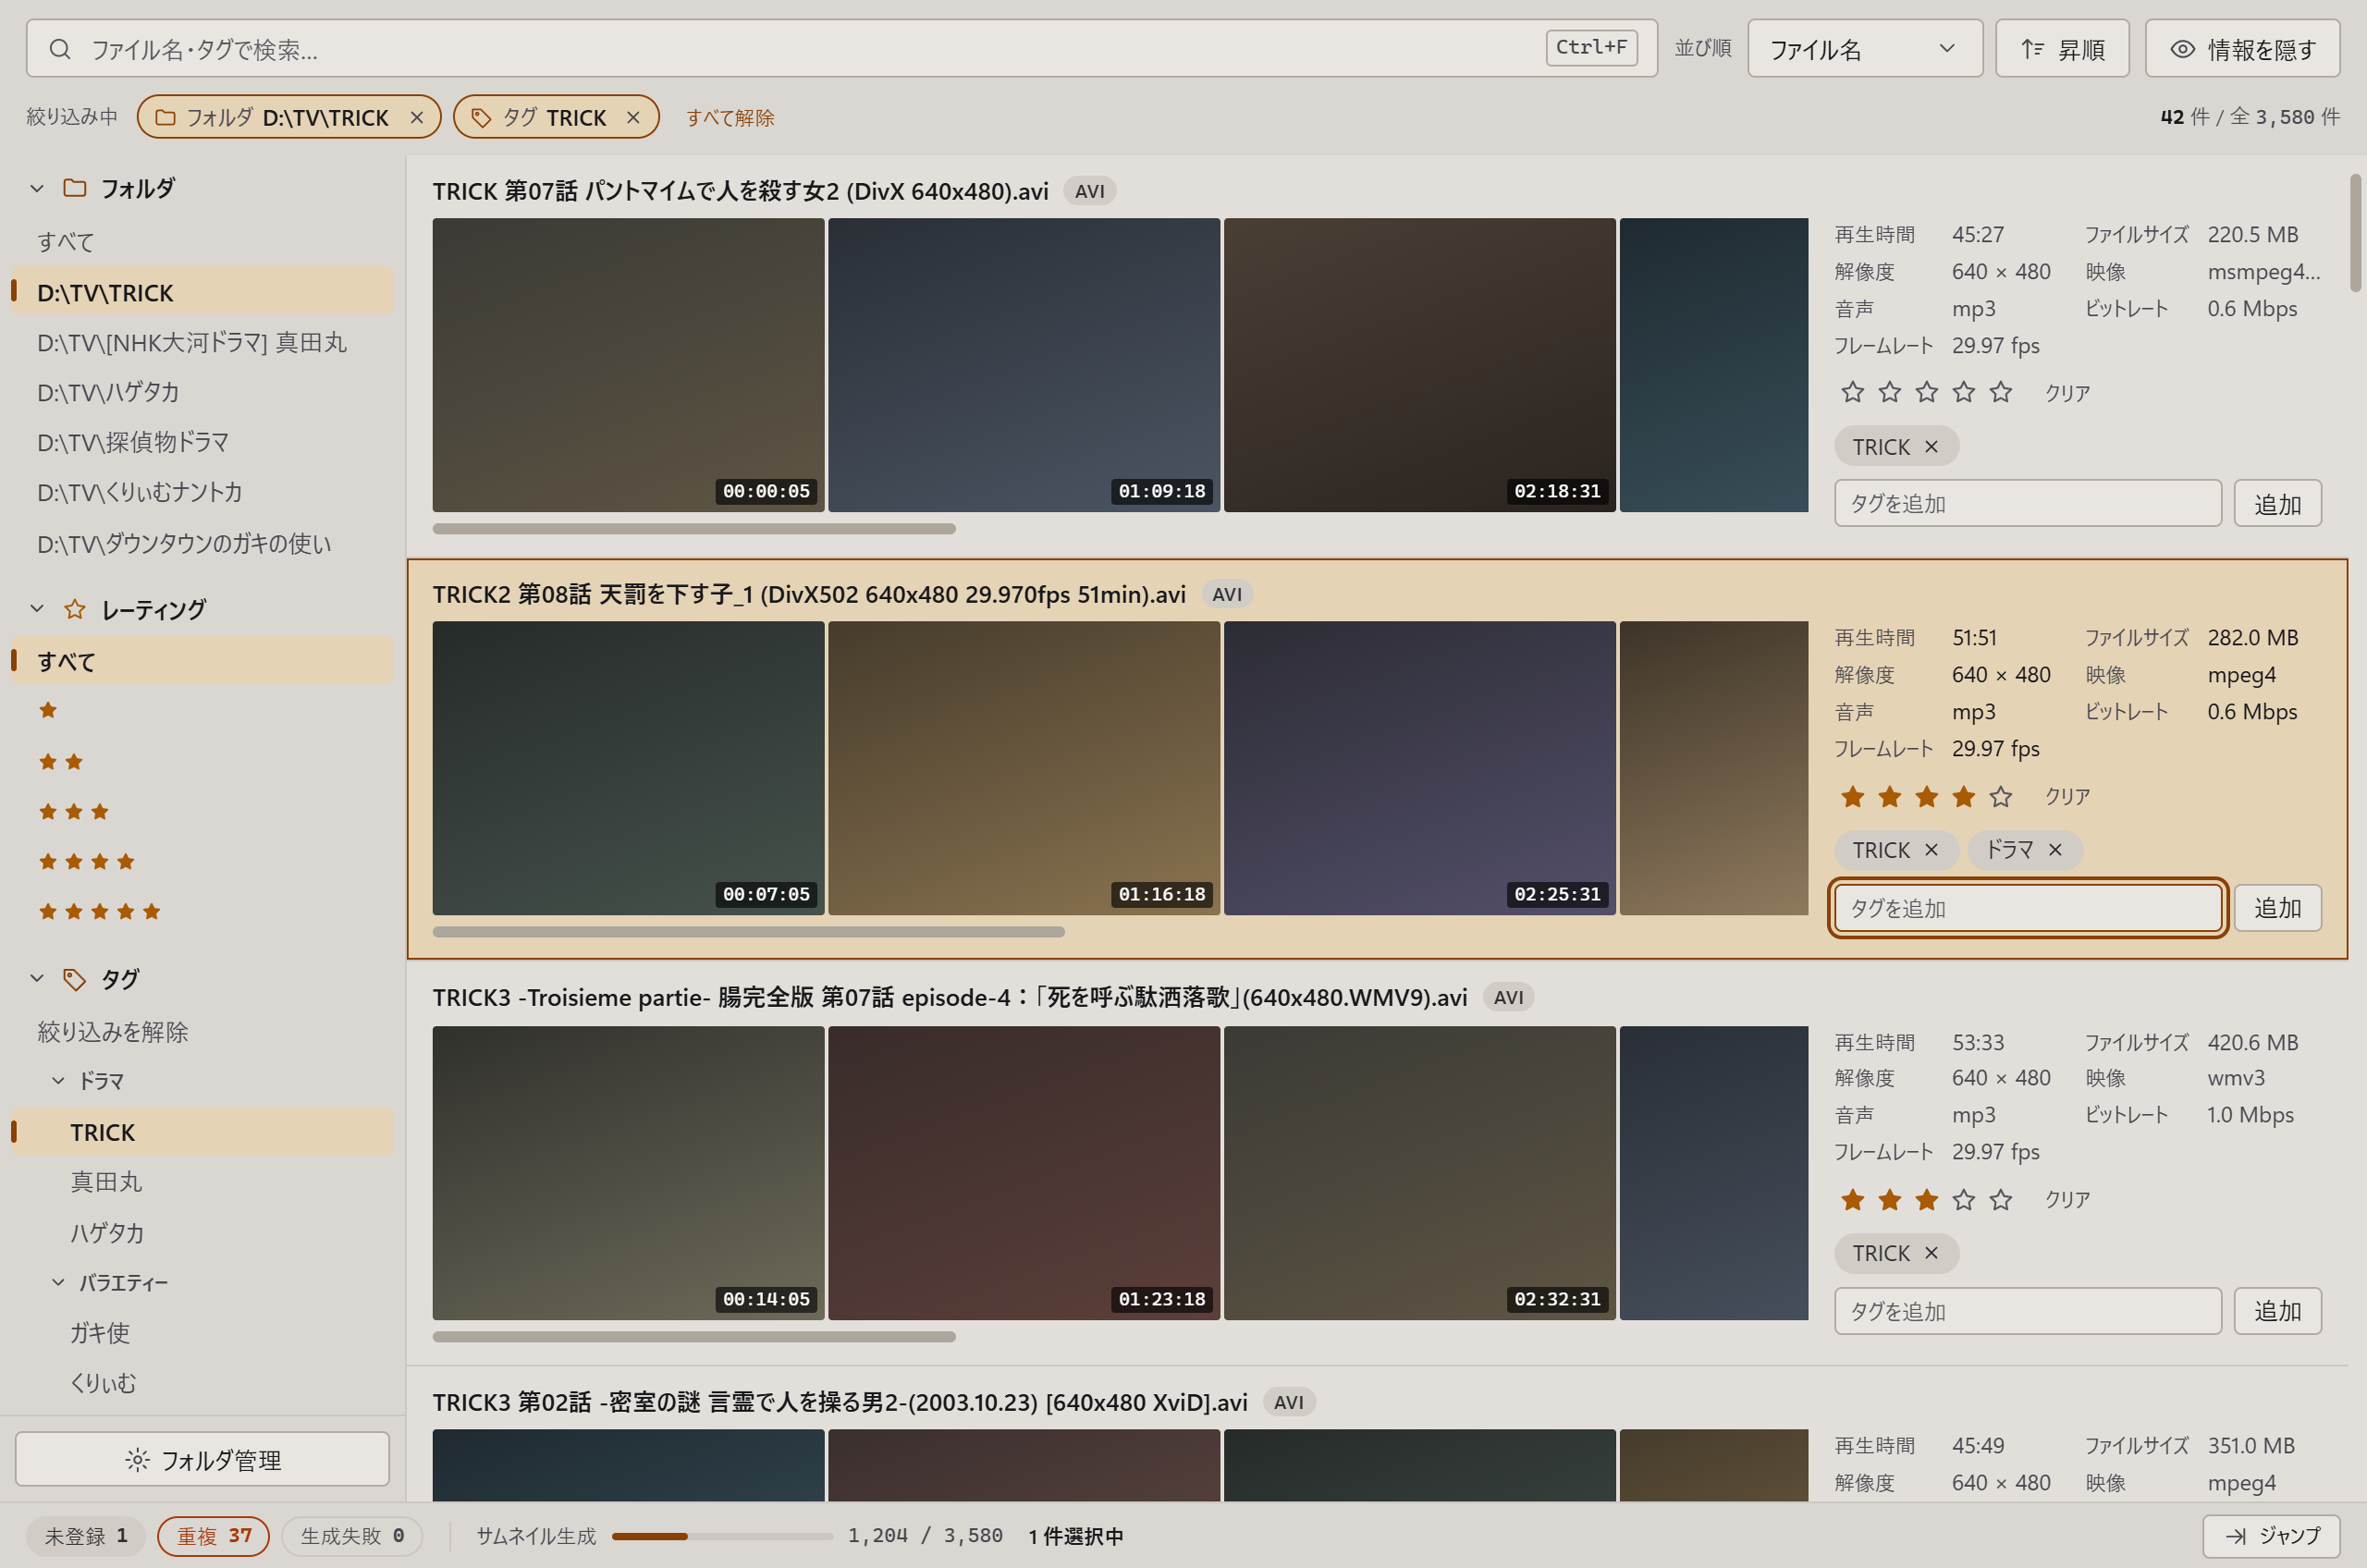 ファイル名・タグで検索... Ctrl+F 並び順 ファイル名 昇順 情報を隠す
絞り込み中 フォルダ D:\TV\TRICK × タグ TRICK × すべて解除 42 件 / 全 3,580 件
フォルダ
すべて
D:\TV\TRICK
D:\TV\[NHK大河ドラマ] 真田丸
D:\TV\ハゲタカ
D:\TV\探偵物ドラマ
D:\TV\くりぃむナントカ
D:\TV\ダウンタウンのガキの使い
レーティング
すべて
タグ
絞り込みを解除
ドラマ
TRICK
真田丸
ハゲタカ
バラエティー
ガキ使
くりぃむ
フォルダ管理
TRICK 第07話 パントマイムで人を殺す女2 (DivX 640x480).avi AVI
00:00:05 01:09:18 02:18:31
再生時間 45:27 ファイルサイズ 220.5 MB
解像度 640 × 480 映像 msmpeg4...
音声 mp3 ビットレート 0.6 Mbps
フレームレート 29.97 fps
クリア
TRICK ×
タグを追加 追加
TRICK2 第08話 天罰を下す子_1 (DivX502 640x480 29.970fps 51min).avi AVI
00:07:05 01:16:18 02:25:31
再生時間 51:51 ファイルサイズ 282.0 MB
解像度 640 × 480 映像 mpeg4
音声 mp3 ビットレート 0.6 Mbps
フレームレート 29.97 fps
クリア
TRICK × ドラマ ×
タグを追加 追加
TRICK3 -Troisieme partie- 腸完全版 第07話 episode-4：「死を呼ぶ駄洒落歌」(640x480.WMV9).avi AVI
00:14:05 01:23:18 02:32:31
再生時間 53:33 ファイルサイズ 420.6 MB
解像度 640 × 480 映像 wmv3
音声 mp3 ビットレート 1.0 Mbps
フレームレート 29.97 fps
クリア
TRICK ×
タグを追加 追加
TRICK3 第02話 -密室の謎 言霊で人を操る男2-(2003.10.23) [640x480 XviD].avi AVI
再生時間 45:49 ファイルサイズ 351.0 MB
解像度 640 × 480 映像 mpeg4
未登録 1 重複 37 生成失敗 0 サムネイル生成 1,204 / 3,580 1 件選択中 ジャンプ